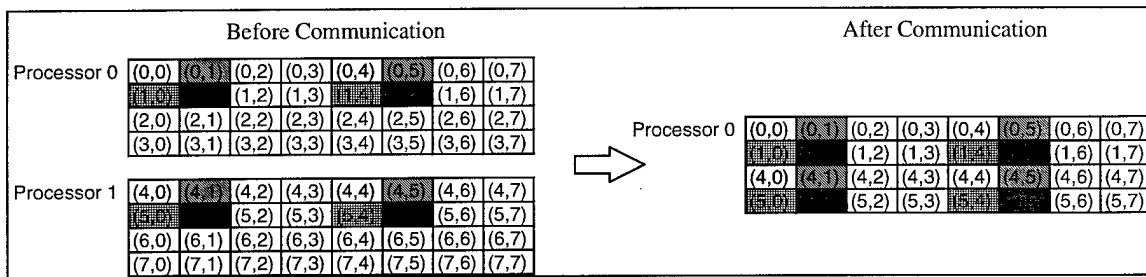 Before Communication
After Communication
Processor 0
(0,0) (0,1) (0,2) (0,3) (0,4) (0,5) (0,6) (0,7)
(1,0) (1,2) (1,3) (1,4) (1,6) (1,7)
(2,0) (2,1) (2,2) (2,3) (2,4) (2,5) (2,6) (2,7)
(3,0) (3,1) (3,2) (3,3) (3,4) (3,5) (3,6) (3,7)
Processor 1
(4,0) (4,1) (4,2) (4,3) (4,4) (4,5) (4,6) (4,7)
(5,0) (5,2) (5,3) (5,4) (5,6) (5,7)
(6,0) (6,1) (6,2) (6,3) (6,4) (6,5) (6,6) (6,7)
(7,0) (7,1) (7,2) (7,3) (7,4) (7,5) (7,6) (7,7)
Processor 0
(0,0) (0,1) (0,2) (0,3) (0,4) (0,5) (0,6) (0,7)
(1,0) (1,2) (1,3) (1,4) (1,6) (1,7)
(4,0) (4,1) (4,2) (4,3) (4,4) (4,5) (4,6) (4,7)
(5,0) (5,2) (5,3) (5,4) (5,6) (5,7)